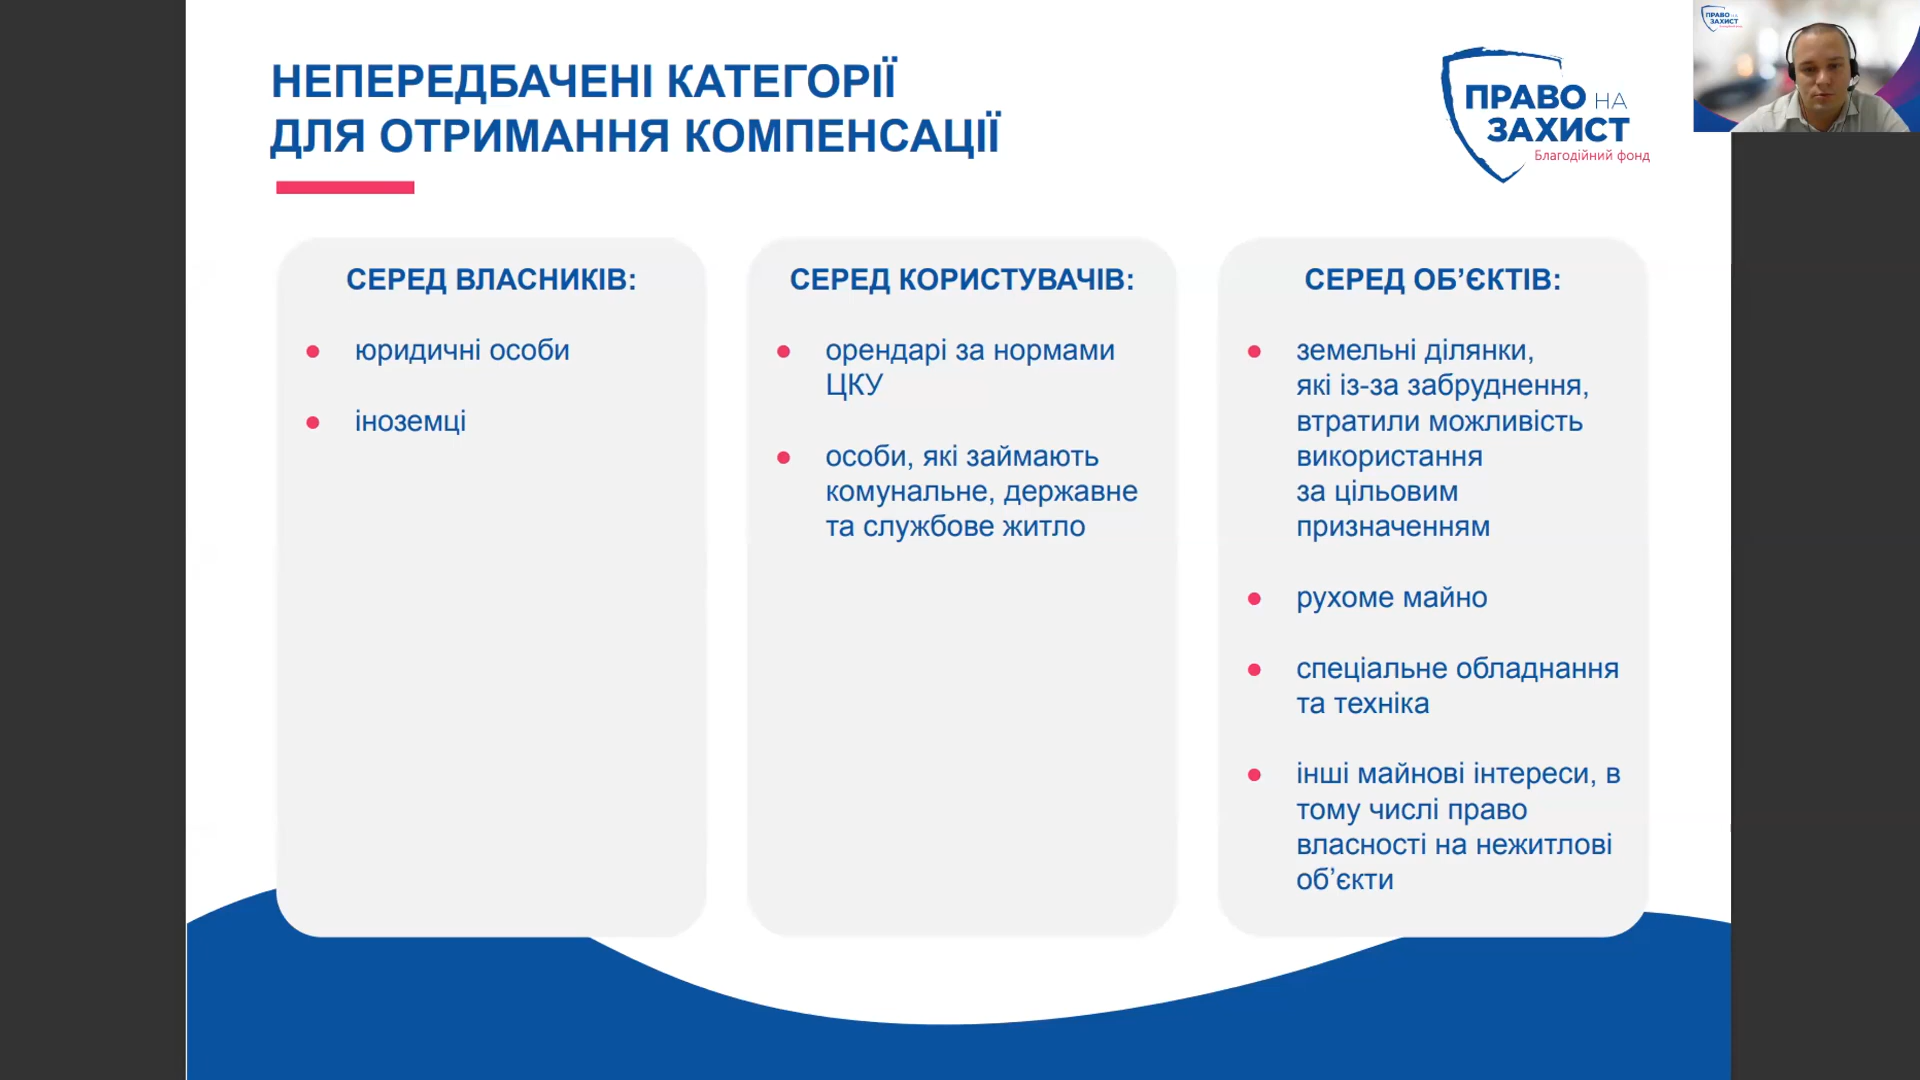 НЕПЕРЕДБАЧЕНІ КАТЕГОРІЇ
ДЛЯ ОТРИМАННЯ КОМПЕНСАЦІЇ
ПРАВО НА
ЗАХИСТ
Благодійний фонд
ПРАВО НА
ЗАХИСТ
СЕРЕД ВЛАСНИКІВ:
юридичні особи
іноземці
СЕРЕД КОРИСТУВАЧІВ:
орендарі за нормами
ЦКУ
особи, які займають
комунальне, державне
та службове житло
СЕРЕД ОБ’ЄКТІВ:
земельні ділянки,
які із-за забруднення,
втратили можливість
використання
за цільовим
призначенням
рухоме майно
спеціальне обладнання
та техніка
інші майнові інтереси, в
тому числі право
власності на нежитлові
об’єкти